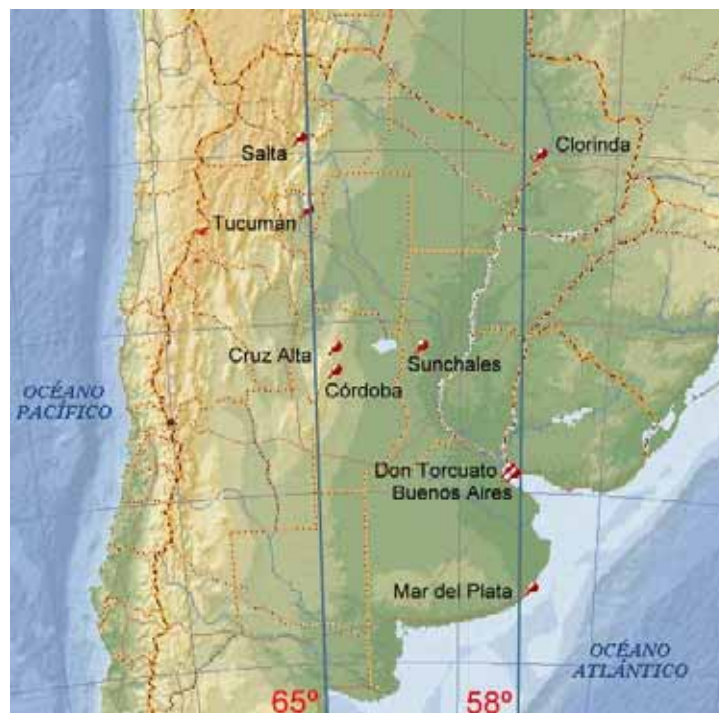 Salta
Clorinda
Tucumán
Cruz Alta
Sunchales
Córdoba
OCÉANO
PACÍFICO
Don Torcuato
Buenos Aires
Mar del Plata
OCÉANO
ATLÁNTICO
65º
58º